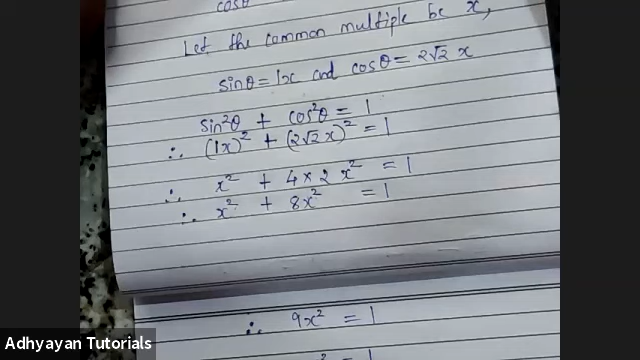 cosθ
Let the common multiple be x,
sinθ = 1x and cosθ = 2√2 x
sin²θ + cos²θ = 1
∴ (1x)² + (2√2 x)² = 1
∴ x² + 4 × 2 x² = 1
∴ x² + 8x² = 1
∴ 9x² = 1
Adhyayan Tutorials